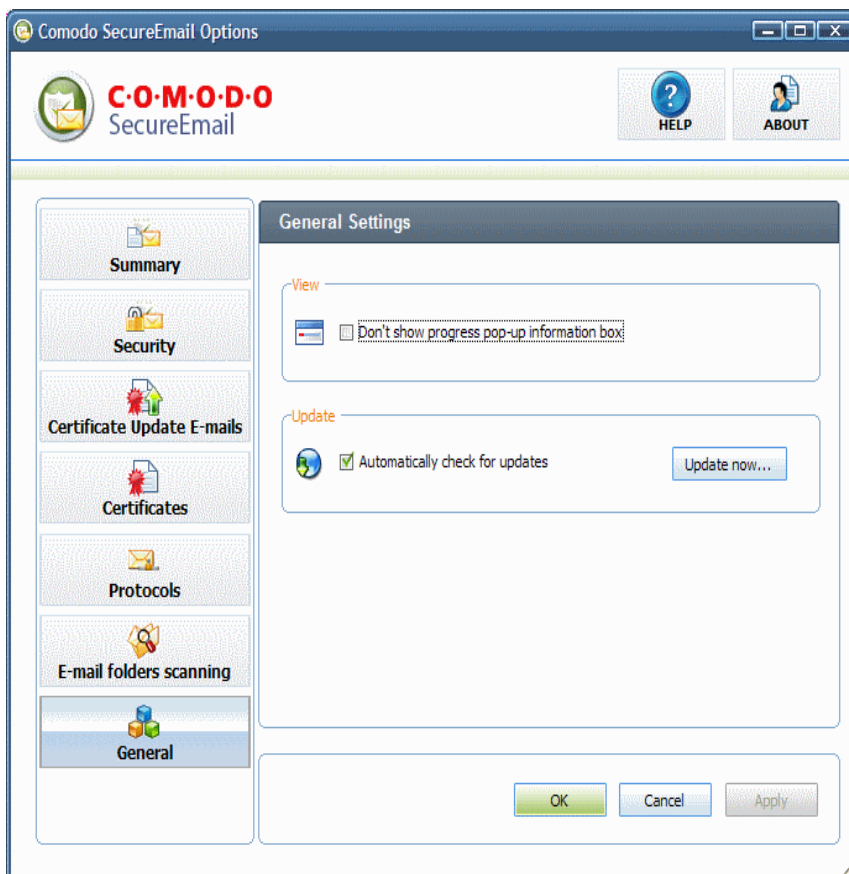 Comodo SecureEmail Options
C·O·M·O·D·O
SecureEmail
HELP
ABOUT
Summary
Security
Certificate Update E-mails
Certificates
Protocols
E-mail folders scanning
General
General Settings
View
Don't show progress pop-up information box
Update
Automatically check for updates
Update now...
OK
Cancel
Apply